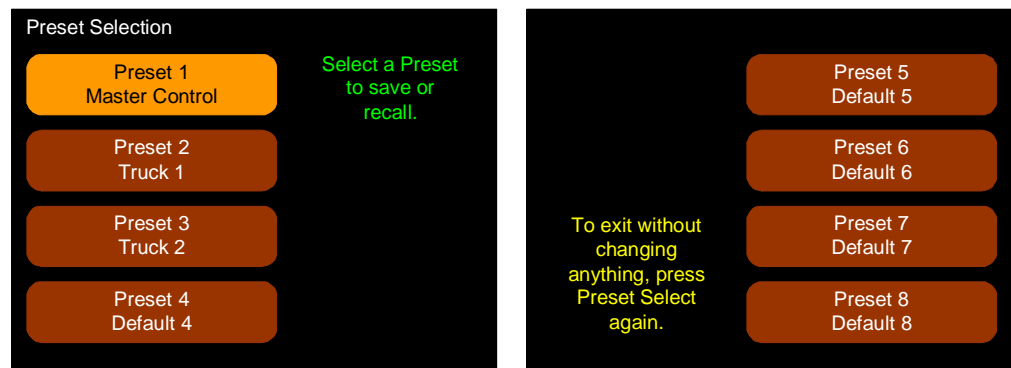 Preset Selection
Preset 1
Master Control
Select a Preset
to save or
recall.
Preset 2
Truck 1
Preset 3
Truck 2
Preset 4
Default 4
Preset 5
Default 5
Preset 6
Default 6
To exit without
changing
anything, press
Preset Select
again.
Preset 7
Default 7
Preset 8
Default 8